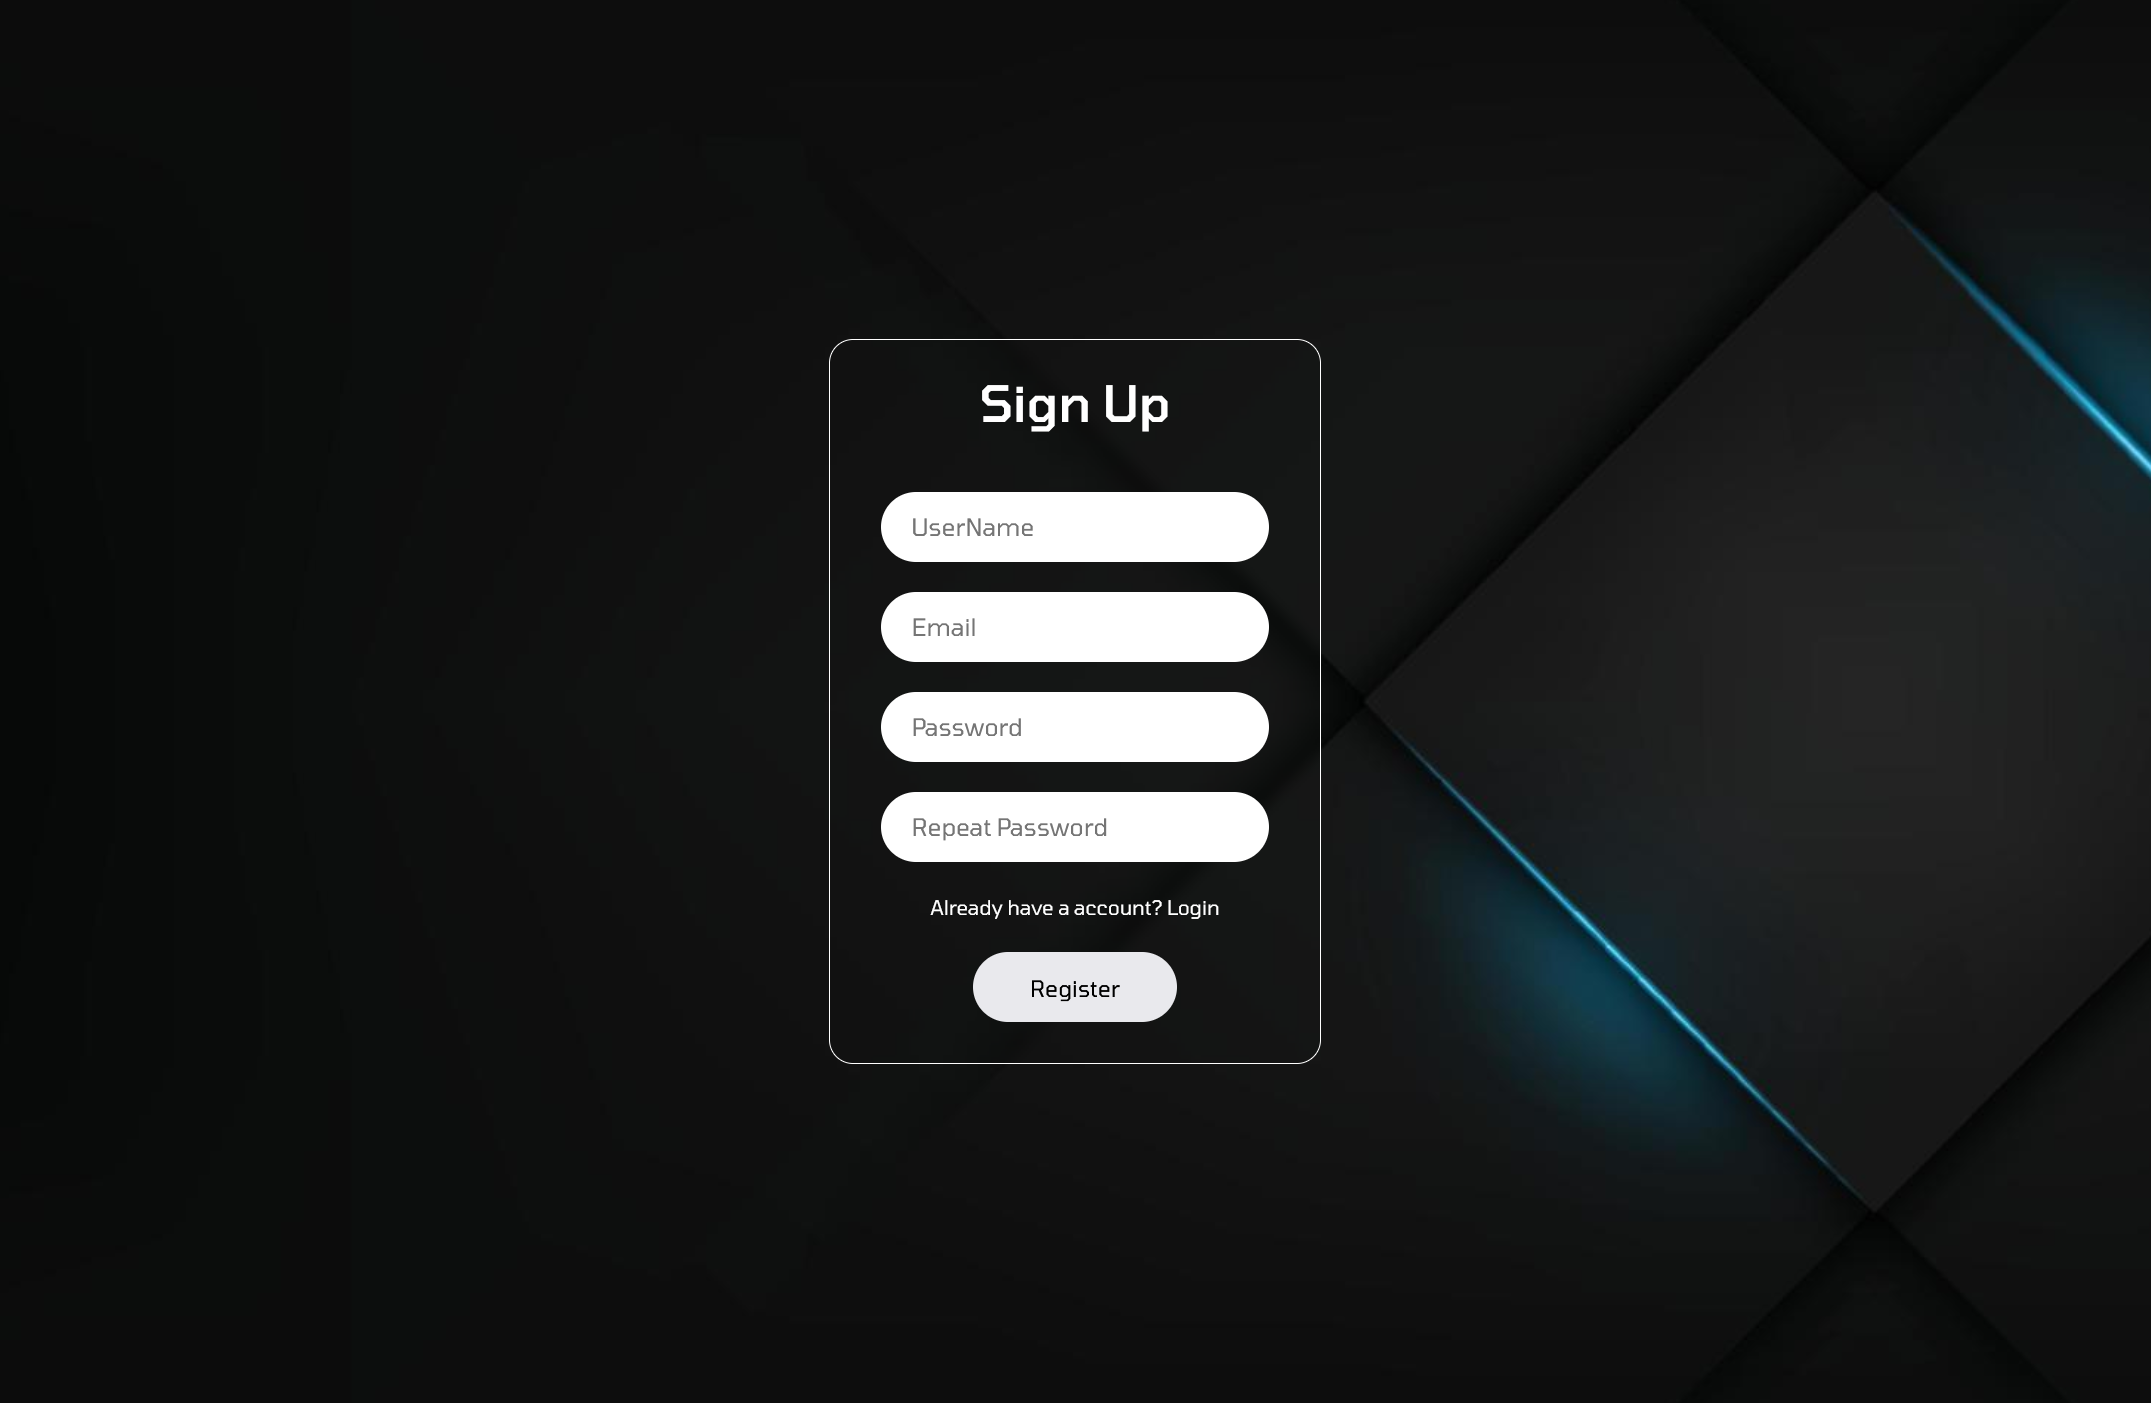 Sign Up
UserName
Email
Password
Repeat Password
Already have a account? Login
Register